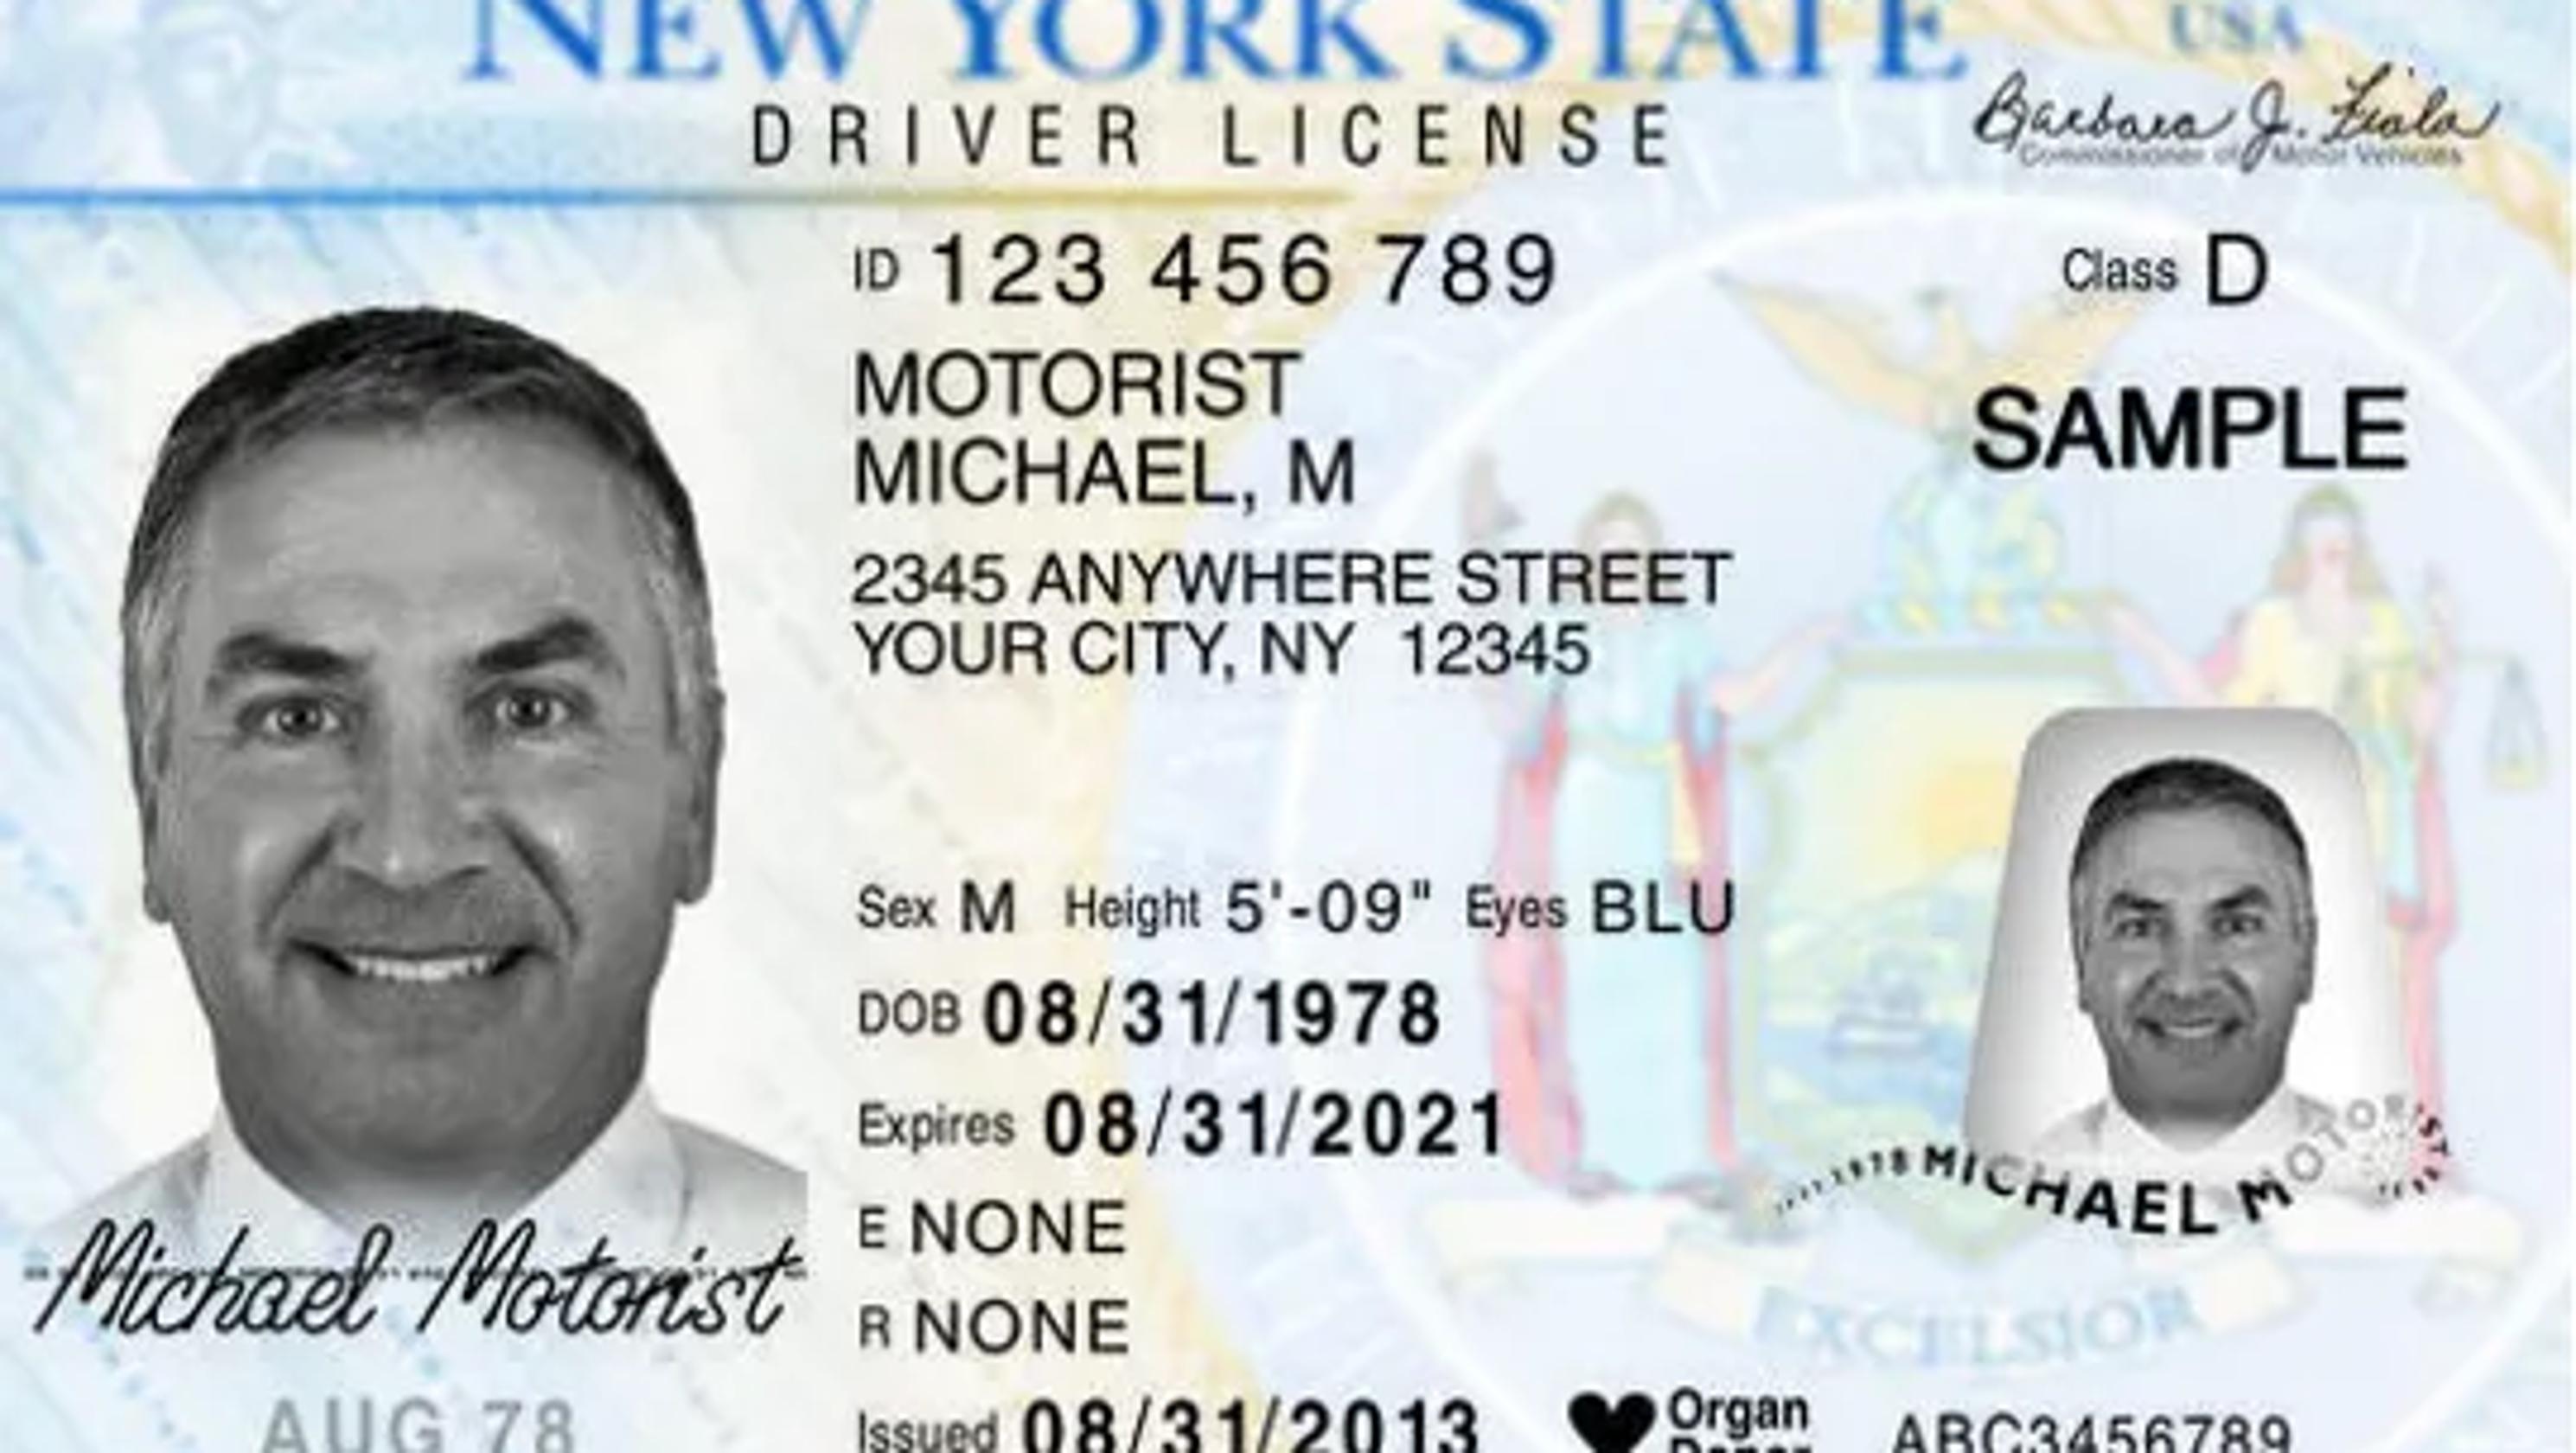 NEW YORK STATE
USA
DRIVER LICENSE
Barbara J. Fiala
Commissioner of Motor Vehicles
ID 123 456 789
Class D
MOTORIST
MICHAEL, M
SAMPLE
2345 ANYWHERE STREET
YOUR CITY, NY 12345
Sex M Height 5'-09" Eyes BLU
DOB 08/31/1978
Expires 08/31/2021
1978 MICHAEL MOTORIST
E NONE
Michael Motorist
R NONE
EXCELSIOR
AUG 78
Issued 08/31/2013
Organ
Donor
ABC3456789